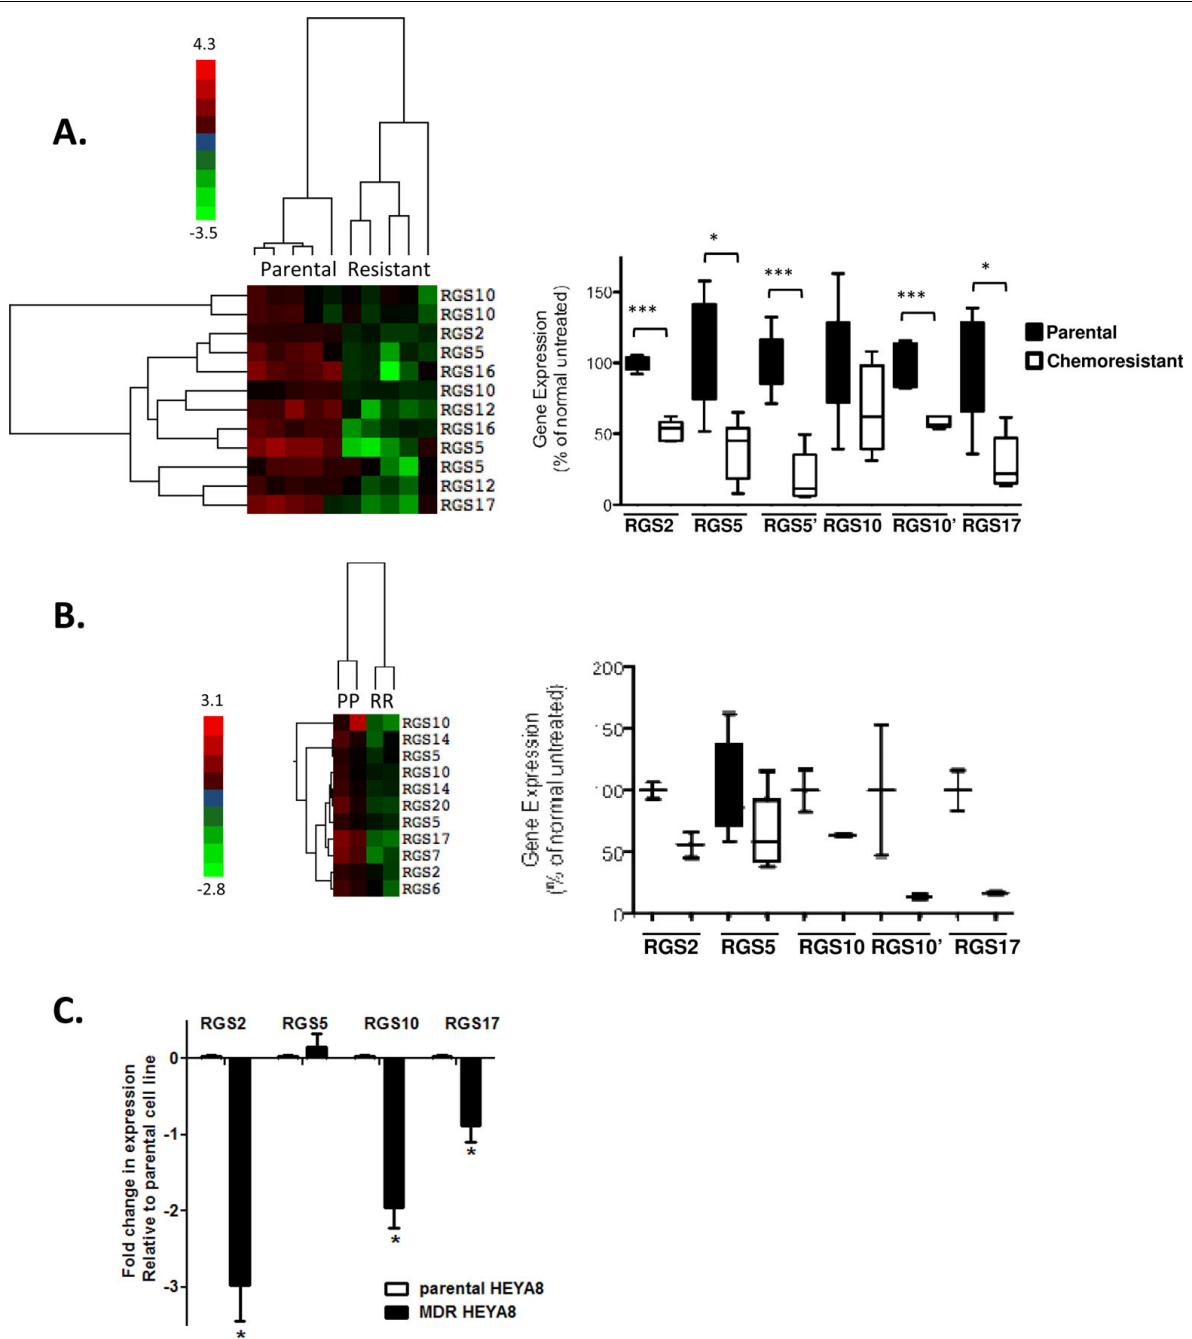 A.
4.3
-3.5
Parental Resistant
RGS10
RGS10
RGS2
RGS5
RGS16
RGS10
RGS12
RGS16
RGS5
RGS5
RGS12
RGS17
Gene Expression
(% of normal untreated)
150
100
50
0
***
*
***
***
*
RGS2 RGS5 RGS5' RGS10 RGS10' RGS17
Parental
Chemoresistant
B.
3.1
-2.8
PP RR
RGS10
RGS14
RGS5
RGS10
RGS14
RGS20
RGS5
RGS17
RGS7
RGS2
RGS6
Gene Expression
(% of normal untreated)
200
150
100
50
0
RGS2 RGS5 RGS10 RGS10' RGS17
C.
RGS2 RGS5 RGS10 RGS17
Fold change in expression
Relative to parental cell line
0
-1
-2
-3
*
*
*
parental HEYA8
MDR HEYA8